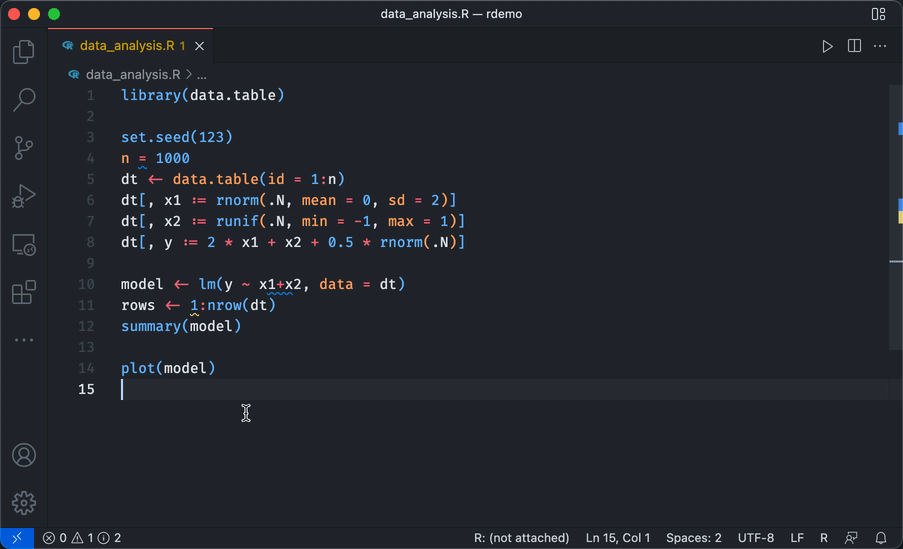 data_analysis.R — rdemo
data_analysis.R 1
data_analysis.R > ...
1 library(data.table)
2
3 set.seed(123)
4 n = 1000
5 dt <- data.table(id = 1:n)
6 dt[, x1 := rnorm(.N, mean = 0, sd = 2)]
7 dt[, x2 := runif(.N, min = -1, max = 1)]
8 dt[, y := 2 * x1 + x2 + 0.5 * rnorm(.N)]
9
10 model <- lm(y ~ x1+x2, data = dt)
11 rows <- 1:nrow(dt)
12 summary(model)
13
14 plot(model)
15
0 1 2 R: (not attached) Ln 15, Col 1 Spaces: 2 UTF-8 LF R